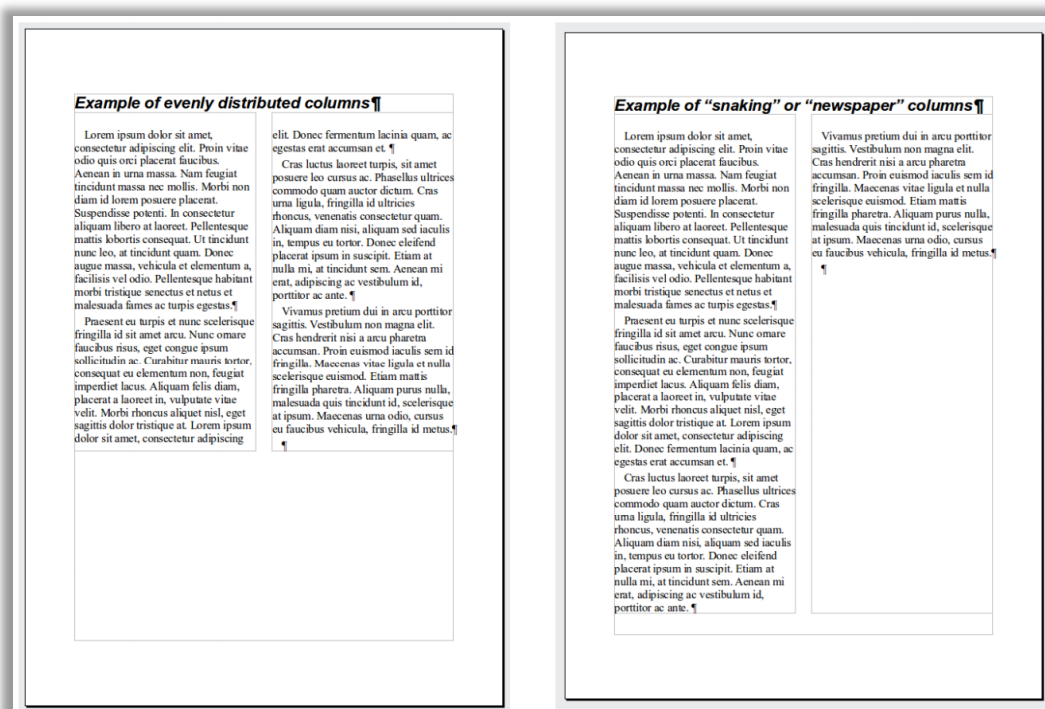 Example of evenly distributed columns¶
Lorem ipsum dolor sit amet,
consectetur adipiscing elit. Proin vitae
odio quis orci placerat faucibus.
Aenean in urna massa. Nam feugiat
tincidunt massa nec mollis. Morbi non
diam id lorem posuere placerat.
Suspendisse potenti. In consectetur
aliquam libero at laoreet. Pellentesque
mattis lobortis consequat. Ut tincidunt
nunc leo, at tincidunt quam. Donec
augue massa, vehicula et elementum a,
facilisis vel odio. Pellentesque habitant
morbi tristique senectus et netus et
malesuada fames ac turpis egestas.¶
Praesent eu turpis et nunc scelerisque
fringilla id sit amet arcu. Nunc ornare
faucibus risus, eget congue ipsum
sollicitudin ac. Curabitur mauris tortor,
consequat eu elementum non, feugiat
imperdiet lacus. Aliquam felis diam,
placerat a laoreet in, vulputate vitae
velit. Morbi rhoncus aliquet nisl, eget
sagittis dolor tristique at. Lorem ipsum
dolor sit amet, consectetur adipiscing
elit. Donec fermentum lacinia quam, ac
egestas erat accumsan et. ¶
Cras luctus laoreet turpis, sit amet
posuere leo cursus ac. Phasellus ultrices
commodo quam auctor dictum. Cras
urna ligula, fringilla id ultricies
rhoncus, venenatis consectetur quam.
Aliquam diam nisi, aliquam sed iaculis
in, tempus eu tortor. Donec eleifend
placerat ipsum in suscipit. Etiam at
nulla mi, at tincidunt sem. Aenean mi
erat, adipiscing ac vestibulum id,
porttitor ac ante. ¶
Vivamus pretium dui in arcu porttitor
sagittis. Vestibulum non magna elit.
Cras hendrerit nisi a arcu pharetra
accumsan. Proin euismod iaculis sem id
fringilla. Maecenas vitae ligula et nulla
scelerisque euismod. Etiam mattis
fringilla pharetra. Aliquam purus nulla,
malesuada quis tincidunt id, scelerisque
at ipsum. Maecenas urna odio, cursus
eu faucibus vehicula, fringilla id metus.¶
¶
Example of “snaking” or “newspaper” columns¶
Lorem ipsum dolor sit amet,
consectetur adipiscing elit. Proin vitae
odio quis orci placerat faucibus.
Aenean in urna massa. Nam feugiat
tincidunt massa nec mollis. Morbi non
diam id lorem posuere placerat.
Suspendisse potenti. In consectetur
aliquam libero at laoreet. Pellentesque
mattis lobortis consequat. Ut tincidunt
nunc leo, at tincidunt quam. Donec
augue massa, vehicula et elementum a,
facilisis vel odio. Pellentesque habitant
morbi tristique senectus et netus et
malesuada fames ac turpis egestas.¶
Praesent eu turpis et nunc scelerisque
fringilla id sit amet arcu. Nunc ornare
faucibus risus, eget congue ipsum
sollicitudin ac. Curabitur mauris tortor,
consequat eu elementum non, feugiat
imperdiet lacus. Aliquam felis diam,
placerat a laoreet in, vulputate vitae
velit. Morbi rhoncus aliquet nisl, eget
sagittis dolor tristique at. Lorem ipsum
dolor sit amet, consectetur adipiscing
elit. Donec fermentum lacinia quam, ac
egestas erat accumsan et. ¶
Cras luctus laoreet turpis, sit amet
posuere leo cursus ac. Phasellus ultrices
commodo quam auctor dictum. Cras
urna ligula, fringilla id ultricies
rhoncus, venenatis consectetur quam.
Aliquam diam nisi, aliquam sed iaculis
in, tempus eu tortor. Donec eleifend
placerat ipsum in suscipit. Etiam at
nulla mi, at tincidunt sem. Aenean mi
erat, adipiscing ac vestibulum id,
porttitor ac ante. ¶
Vivamus pretium dui in arcu porttitor
sagittis. Vestibulum non magna elit.
Cras hendrerit nisi a arcu pharetra
accumsan. Proin euismod iaculis sem id
fringilla. Maecenas vitae ligula et nulla
scelerisque euismod. Etiam mattis
fringilla pharetra. Aliquam purus nulla,
malesuada quis tincidunt id, scelerisque
at ipsum. Maecenas urna odio, cursus
eu faucibus vehicula, fringilla id metus.¶
¶